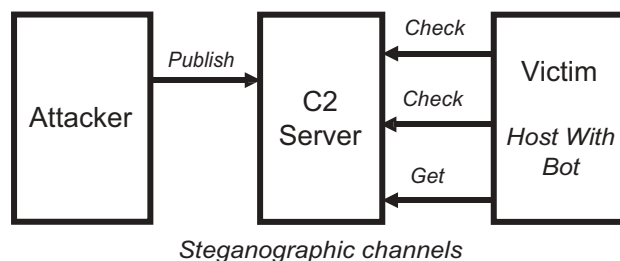 Attacker
Publish
C2
Server
Check
Check
Get
Victim
Host With
Bot
Steganographic channels